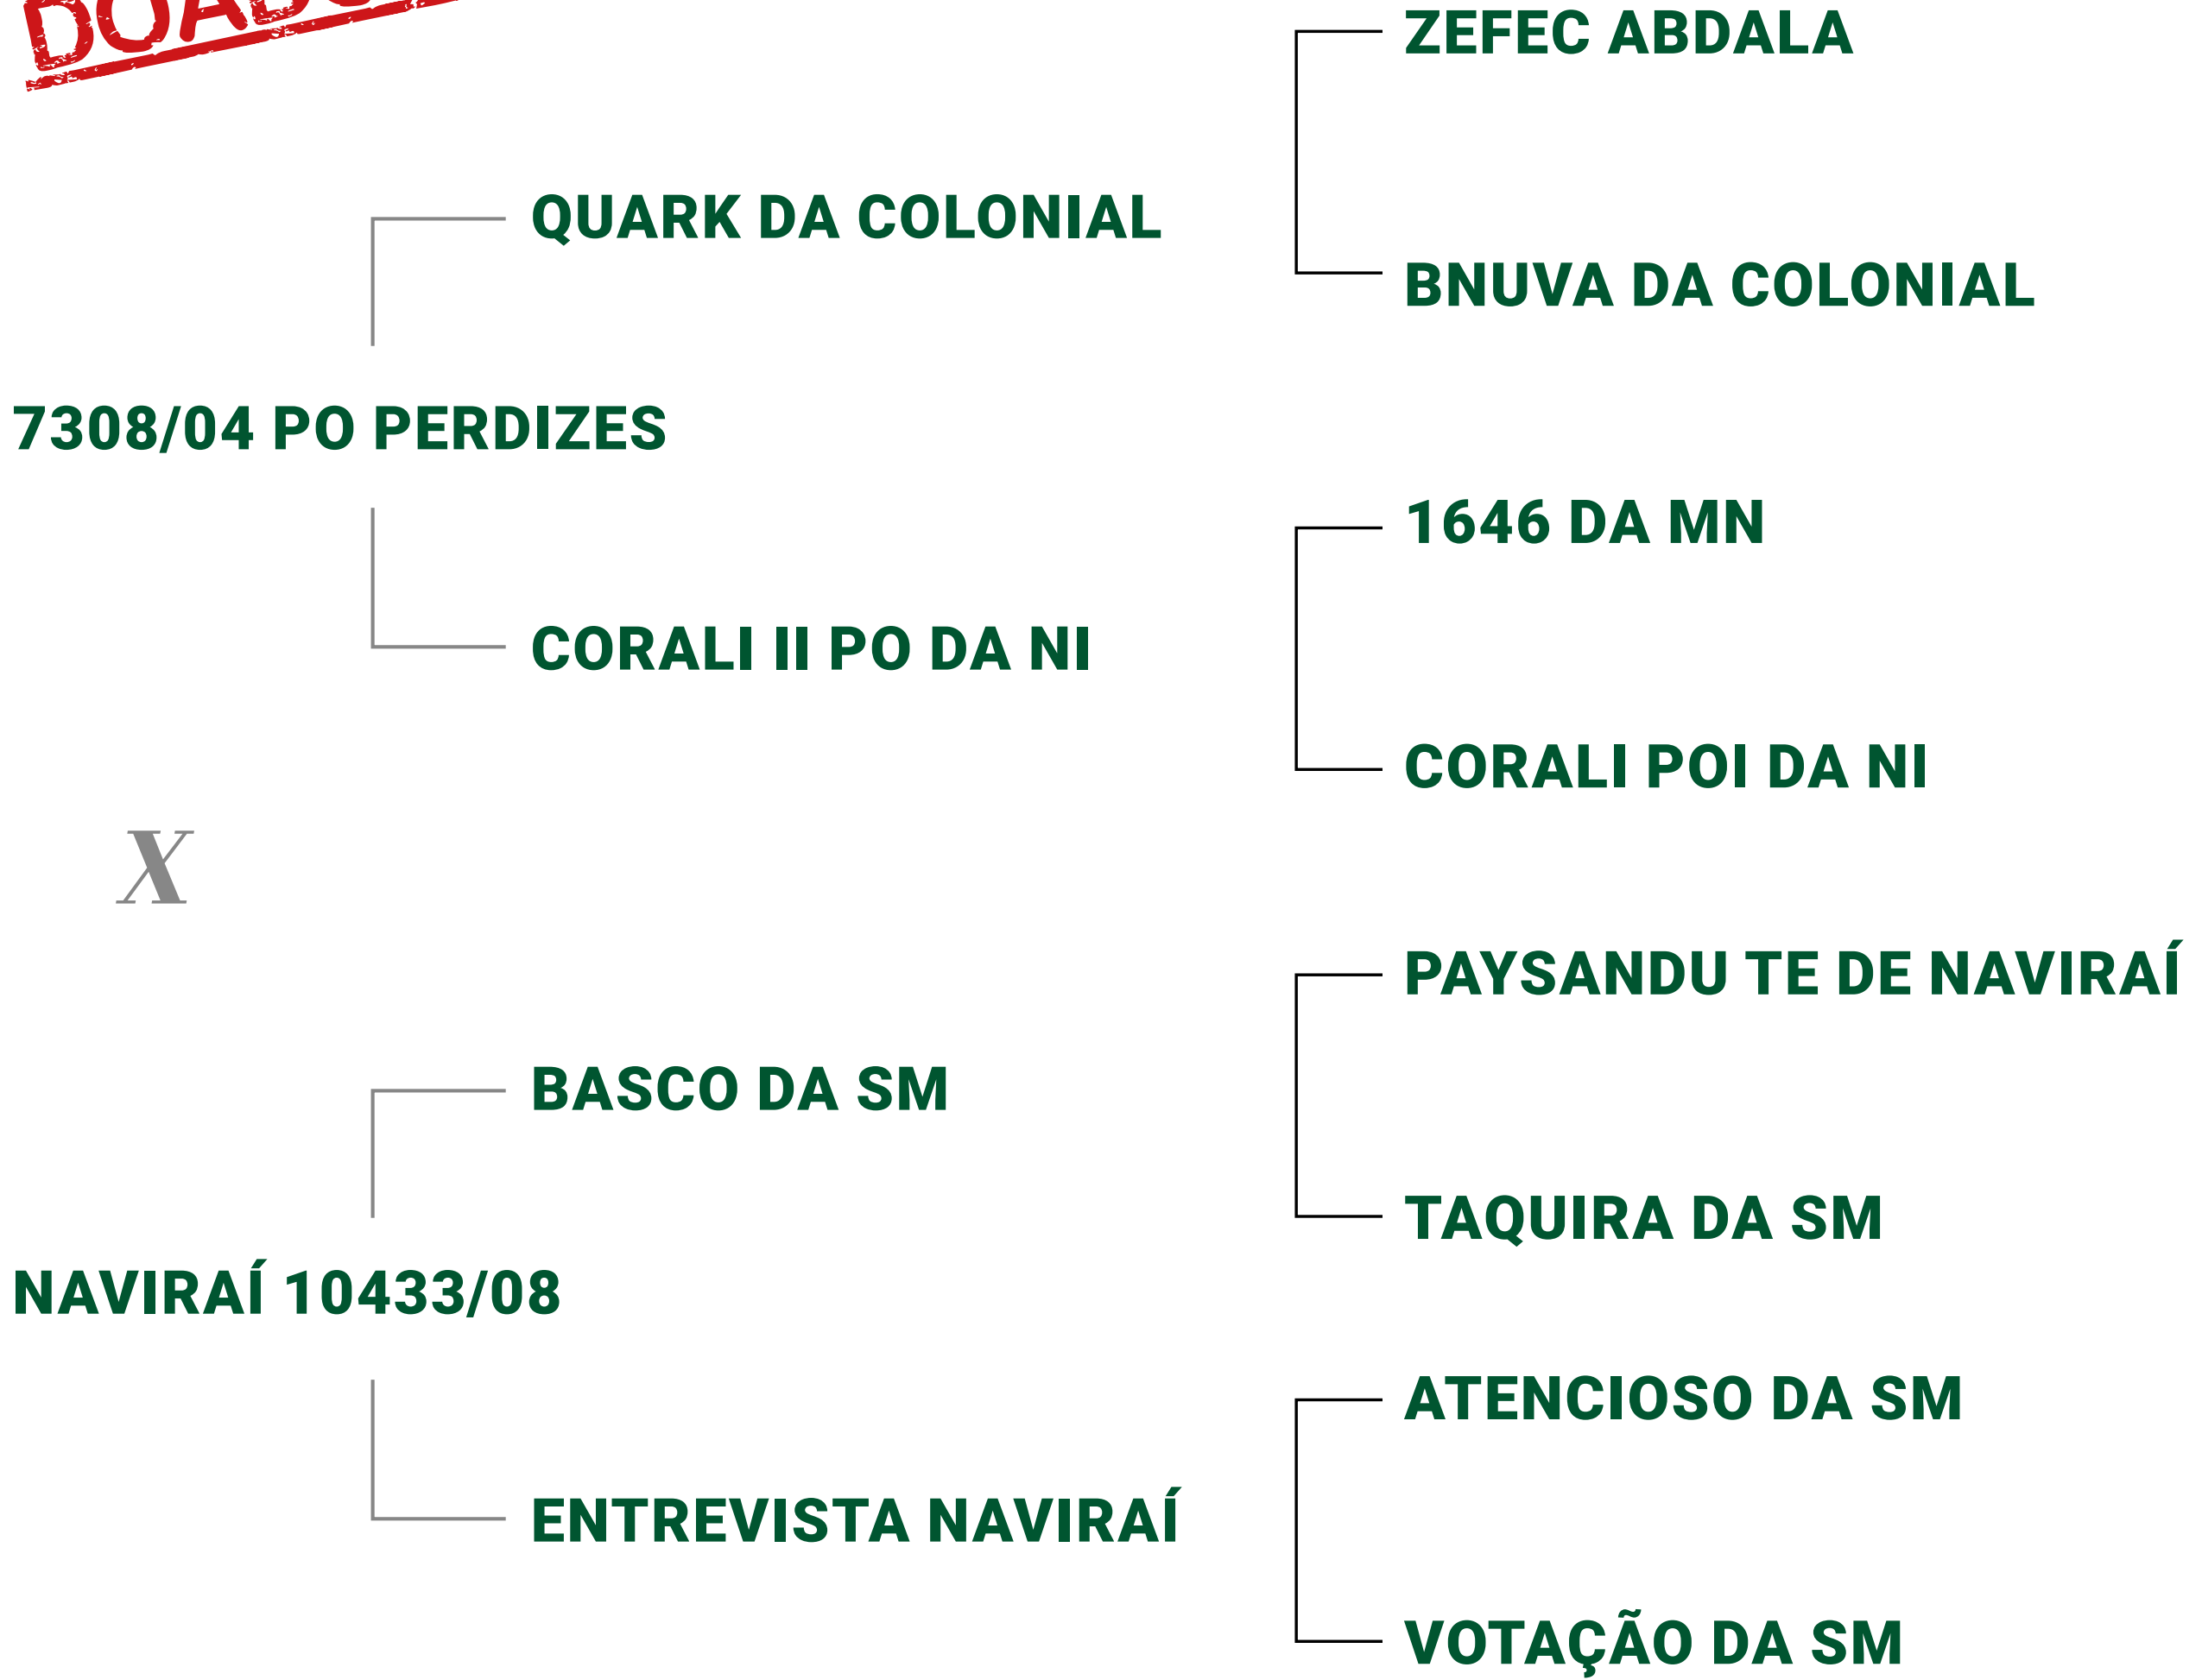 ZEFEC ABDALA
QUARK DA COLONIAL
BNUVA DA COLONIAL
7308/04 PO PERDIZES
1646 DA MN
CORALI II PO DA NI
CORALI POI DA NI
X
PAYSANDU TE DE NAVIRAÍ
BASCO DA SM
TAQUIRA DA SM
NAVIRAÍ 10433/08
ATENCIOSO DA SM
ENTREVISTA NAVIRAÍ
VOTAÇÃO DA SM